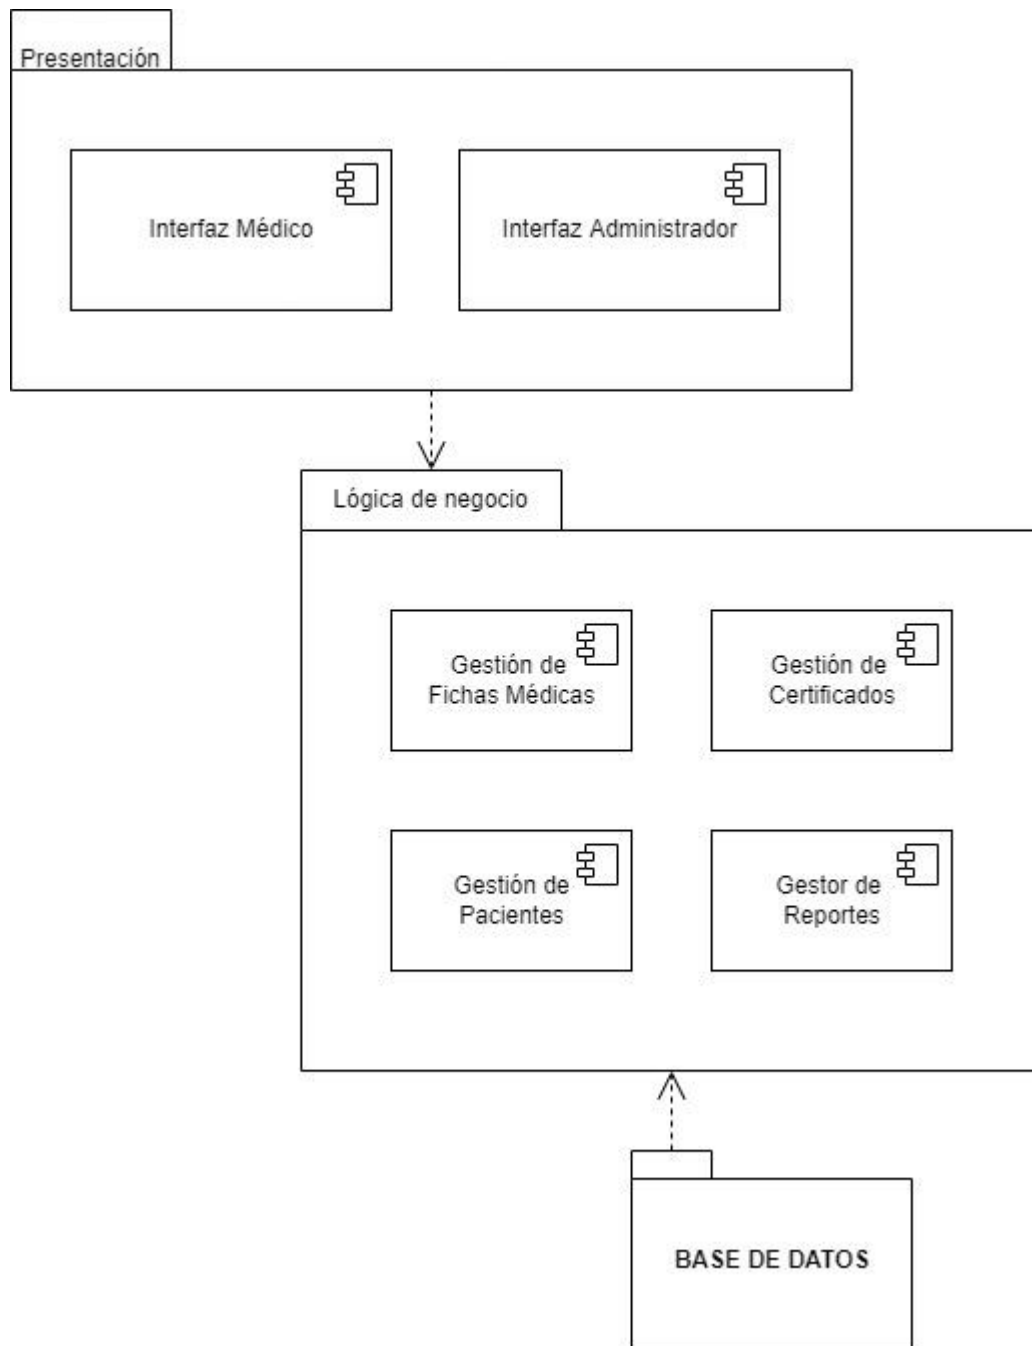 Presentación
Interfaz Médico
Interfaz Administrador
Lógica de negocio
Gestión de
Fichas Médicas
Gestión de
Certificados
Gestión de
Pacientes
Gestor de
Reportes
BASE DE DATOS